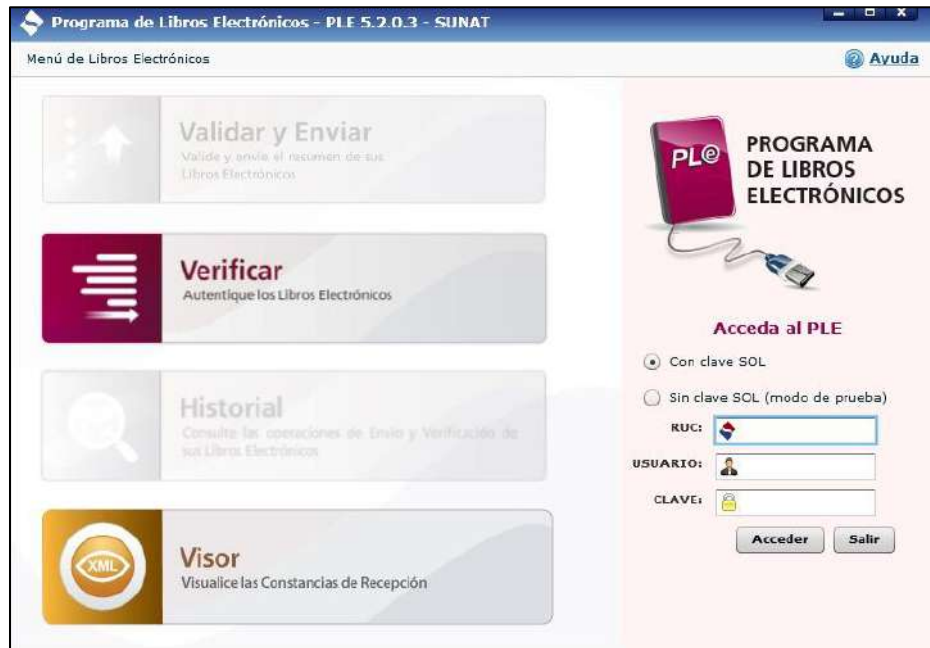 Programa de Libros Electrónicos - PLE 5.2.0.3 - SUNAT
Menú de Libros Electrónicos
Ayuda
Validar y Enviar
Valide y envíe el resumen de sus
Libros Electrónicos
Verificar
Autentique los Libros Electrónicos
Historial
Consulte las operaciones de Envío y Verificación de
sus Libros Electrónicos
XML
Visor
Visualice las Constancias de Recepción
PL@
PROGRAMA
DE LIBROS
ELECTRÓNICOS
Acceda al PLE
Con clave SOL
Sin clave SOL (modo de prueba)
RUC:
USUARIO:
CLAVE:
Acceder
Salir